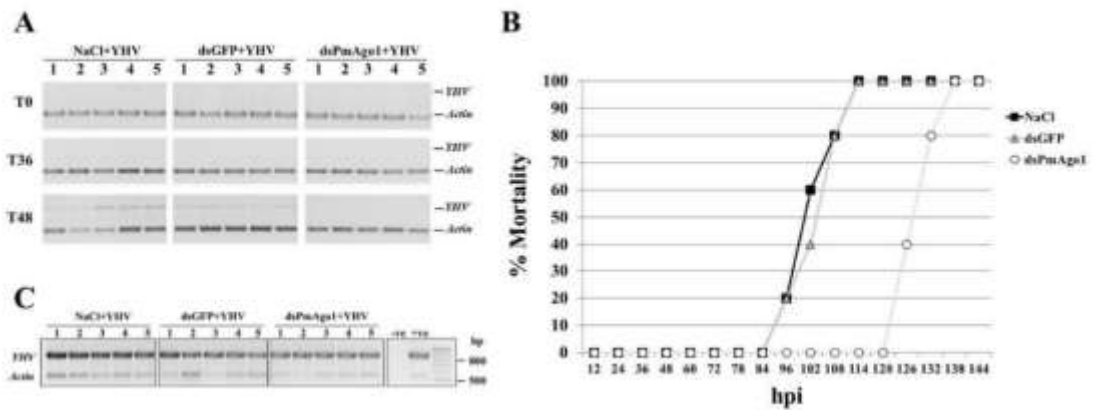 A
NaCl+YHV dsGFP+YHV dsPmAgo1+YHV
1 2 3 4 5 1 2 3 4 5 1 2 3 4 5
T0
YHV
Actin
T36
YHV
Actin
T48
YHV
Actin
B
100
90
80
70
60
50
40
30
20
10
0
% Mortality
12 24 36 48 60 72 78 84 96 102 108 114 120 126 132 138 144
hpi
NaCl
dsGFP
dsPmAgo1
C
NaCl+YHV dsGFP+YHV dsPmAgo1+YHV
1 2 3 4 5 1 2 3 4 5 1 2 3 4 5 -ve +ve bp
YHV
Actin
800
500